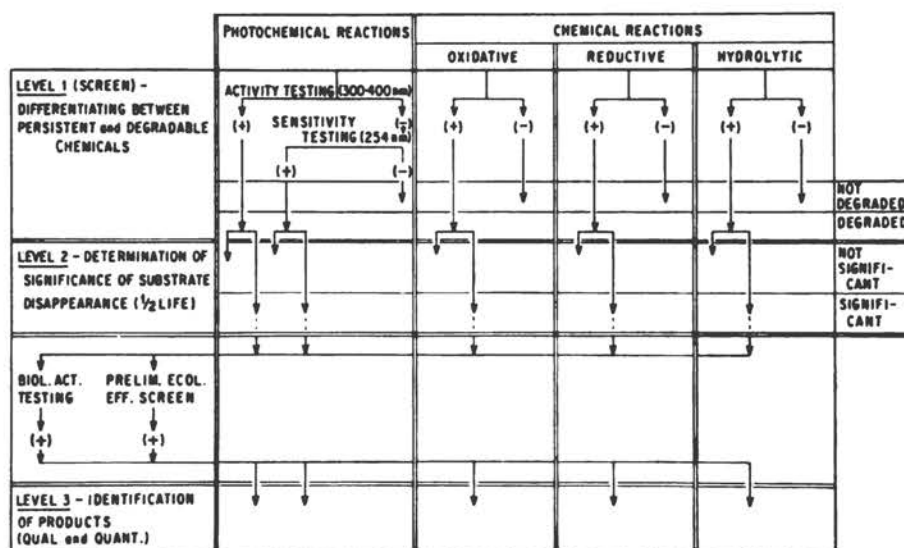 PHOTOCHEMICAL REACTIONS
CHEMICAL REACTIONS
OXIDATIVE
REDUCTIVE
HYDROLYTIC
LEVEL 1 (SCREEN) -
DIFFERENTIATING BETWEEN
PERSISTENT and DEGRADABLE
CHEMICALS
ACTIVITY TESTING (300-400nm)
(+)
(-)
SENSITIVITY
TESTING (254 nm)
(+)
(-)
(+)
(-)
(+)
(-)
(+)
(-)
NOT
DEGRADED
DEGRADED
LEVEL 2 - DETERMINATION OF
SIGNIFICANCE OF SUBSTRATE
DISAPPEARANCE (1/2 LIFE)
NOT
SIGNIFI-
CANT
SIGNIFI-
CANT
BIOL. ACT.
TESTING
(+)
PRELIM. ECOL.
EFF. SCREEN
(+)
LEVEL 3 - IDENTIFICATION
OF PRODUCTS
(QUAL and QUANT.)